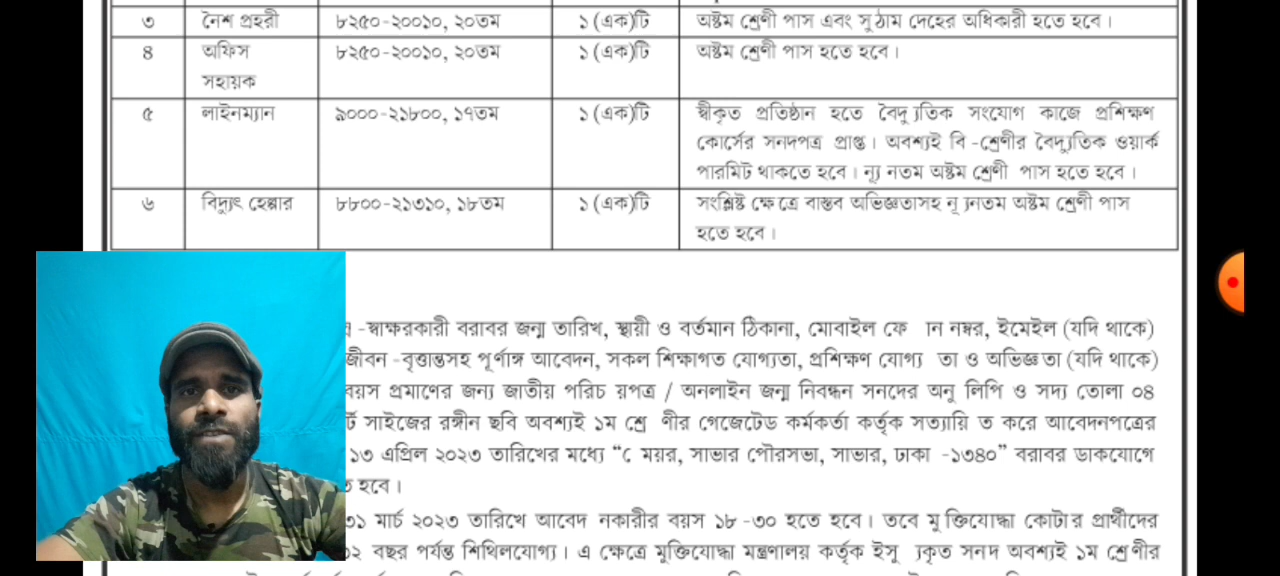 ৩ নৈশ প্রহরী ৮২৫০-২০০১০, ২০তম ১ (এক)টি অষ্টম শ্রেণী পাস এবং সুঠাম দেহের অধিকারী হতে হবে।
৪ অফিস সহায়ক ৮২৫০-২০০১০, ২০তম ১ (এক)টি অষ্টম শ্রেণী পাস হতে হবে।
৫ লাইনম্যান ৯০০০-২১৮০০, ১৭তম ১ (এক)টি স্বীকৃত প্রতিষ্ঠান হতে বৈদ্যুতিক সংযোগ কাজে প্রশিক্ষণ
কোর্সের সনদপত্র প্রাপ্ত। অবশ্যই বি -শ্রেণীর বৈদ্যুতিক ওয়ার্ক
পারমিট থাকতে হবে। ন্যূনতম অষ্টম শ্রেণী পাস হতে হবে।
৬ বিদ্যুৎ হেল্পার ৮৮০০-২১৩১০, ১৮তম ১ (এক)টি সংশ্লিষ্ট ক্ষেত্রে বাস্তব অভিজ্ঞতাসহ ন্যূনতম অষ্টম শ্রেণী পাস
হতে হবে।
-স্বাক্ষরকারী বরাবর জন্ম তারিখ, স্থায়ী ও বর্তমান ঠিকানা, মোবাইল ফোন নম্বর, ইমেইল (যদি থাকে)
জীবন -বৃত্তান্তসহ পূর্ণাঙ্গ আবেদন, সকল শিক্ষাগত যোগ্যতা, প্রশিক্ষণ যোগ্যতা ও অভিজ্ঞতা (যদি থাকে)
বয়স প্রমাণের জন্য জাতীয় পরিচয়পত্র / অনলাইন জন্ম নিবন্ধন সনদের অনুলিপি ও সদ্য তোলা ০৪
র্ট সাইজের রঙ্গীন ছবি অবশ্যই ১ম শ্রেণীর গেজেটেড কর্মকর্তা কর্তৃক সত্যায়িত করে আবেদনপত্রের
১৩ এপ্রিল ২০২৩ তারিখের মধ্যে “মেয়র, সাভার পৌরসভা, সাভার, ঢাকা -১৩৪০” বরাবর ডাকযোগে
হবে।
৩১ মার্চ ২০২৩ তারিখে আবেদনকারীর বয়স ১৮ -৩০ হতে হবে। তবে মুক্তিযোদ্ধা কোটার প্রার্থীদের
৩২ বছর পর্যন্ত শিথিলযোগ্য। এ ক্ষেত্রে মুক্তিযোদ্ধা মন্ত্রণালয় কর্তৃক ইস্যুকৃত সনদ অবশ্যই ১ম শ্রেণীর